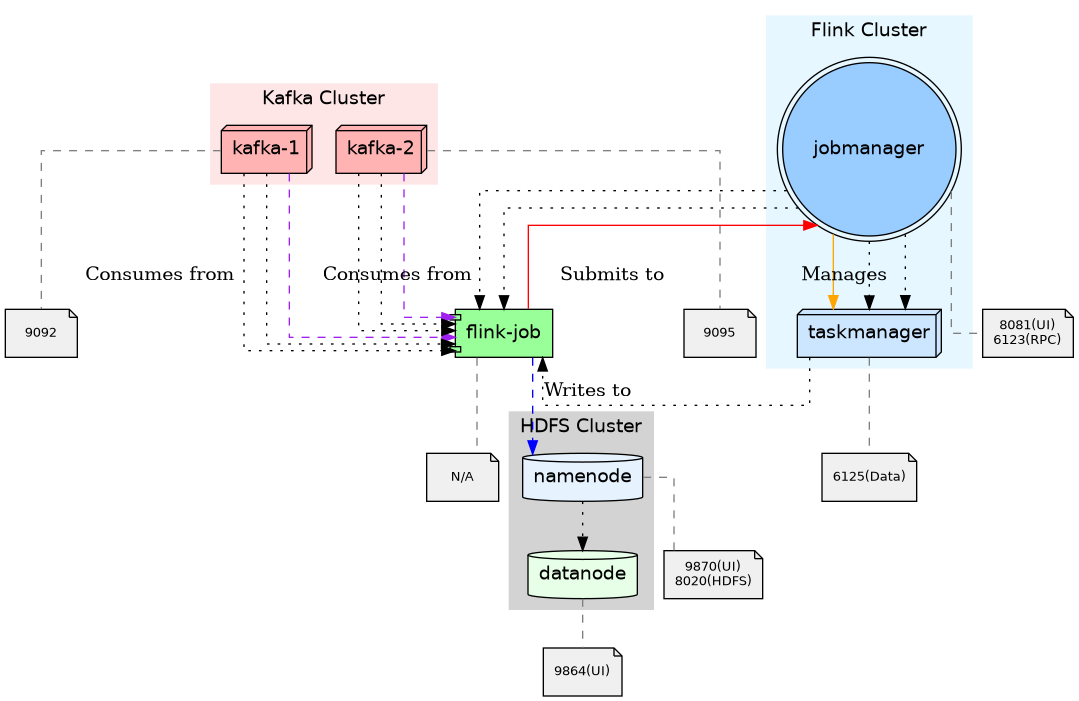 Flink Cluster
Kafka Cluster
kafka-1
kafka-2
jobmanager
Consumes from
Consumes from
Submits to
Manages
9092
flink-job
9095
taskmanager
8081(UI)
6123(RPC)
Writes to
HDFS Cluster
N/A
namenode
6125(Data)
datanode
9870(UI)
8020(HDFS)
9864(UI)